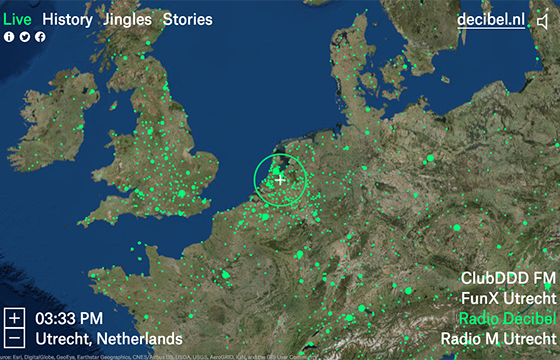 Live History Jingles Stories
decibel.nl
ClubDDD FM
FunX Utrecht
Radio Decibel
Radio M Utrecht
+
03:33 PM
−
Utrecht, Netherlands
Source: Esri, DigitalGlobe, GeoEye, Earthstar Geographics, CNES/Airbus DS, USDA, USGS, AeroGRID, IGN, and the GIS User Community